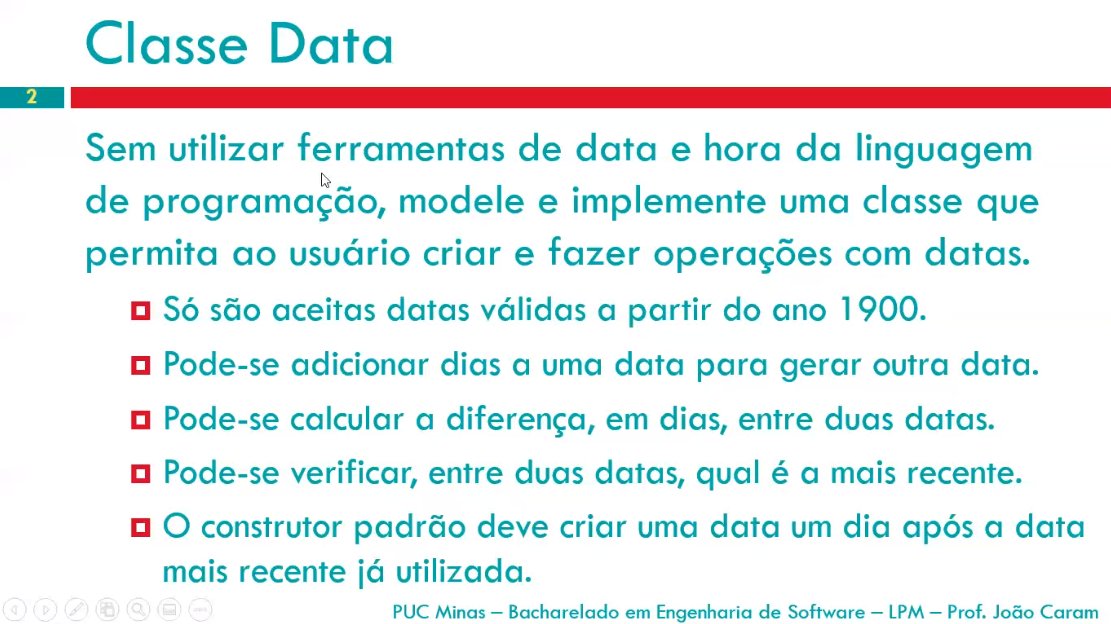 Classe Data
2
Sem utilizar ferramentas de data e hora da linguagem
de programação, modele e implemente uma classe que
permita ao usuário criar e fazer operações com datas.
Só são aceitas datas válidas a partir do ano 1900.
Pode-se adicionar dias a uma data para gerar outra data.
Pode-se calcular a diferença, em dias, entre duas datas.
Pode-se verificar, entre duas datas, qual é a mais recente.
O construtor padrão deve criar uma data um dia após a data
mais recente já utilizada.
PUC Minas – Bacharelado em Engenharia de Software – LPM – Prof. João Caram